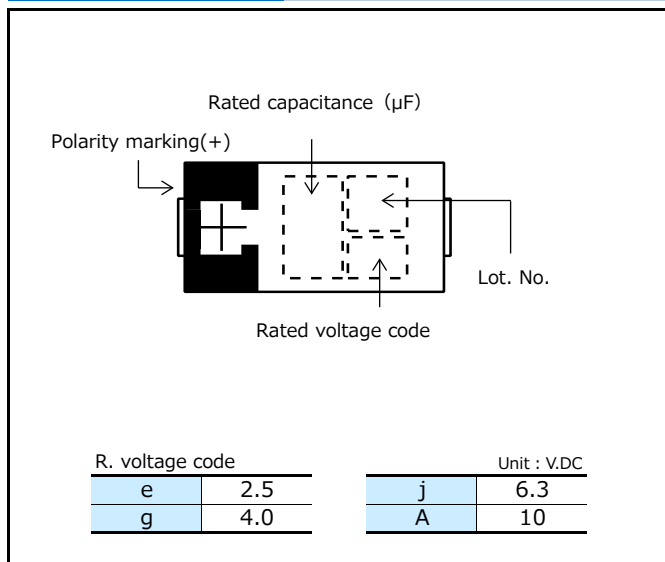 Rated capacitance (μF)
Polarity marking(+)
Lot. No.
Rated voltage code
R. voltage code Unit : V.DC
e 2.5 j 6.3
g 4.0 A 10